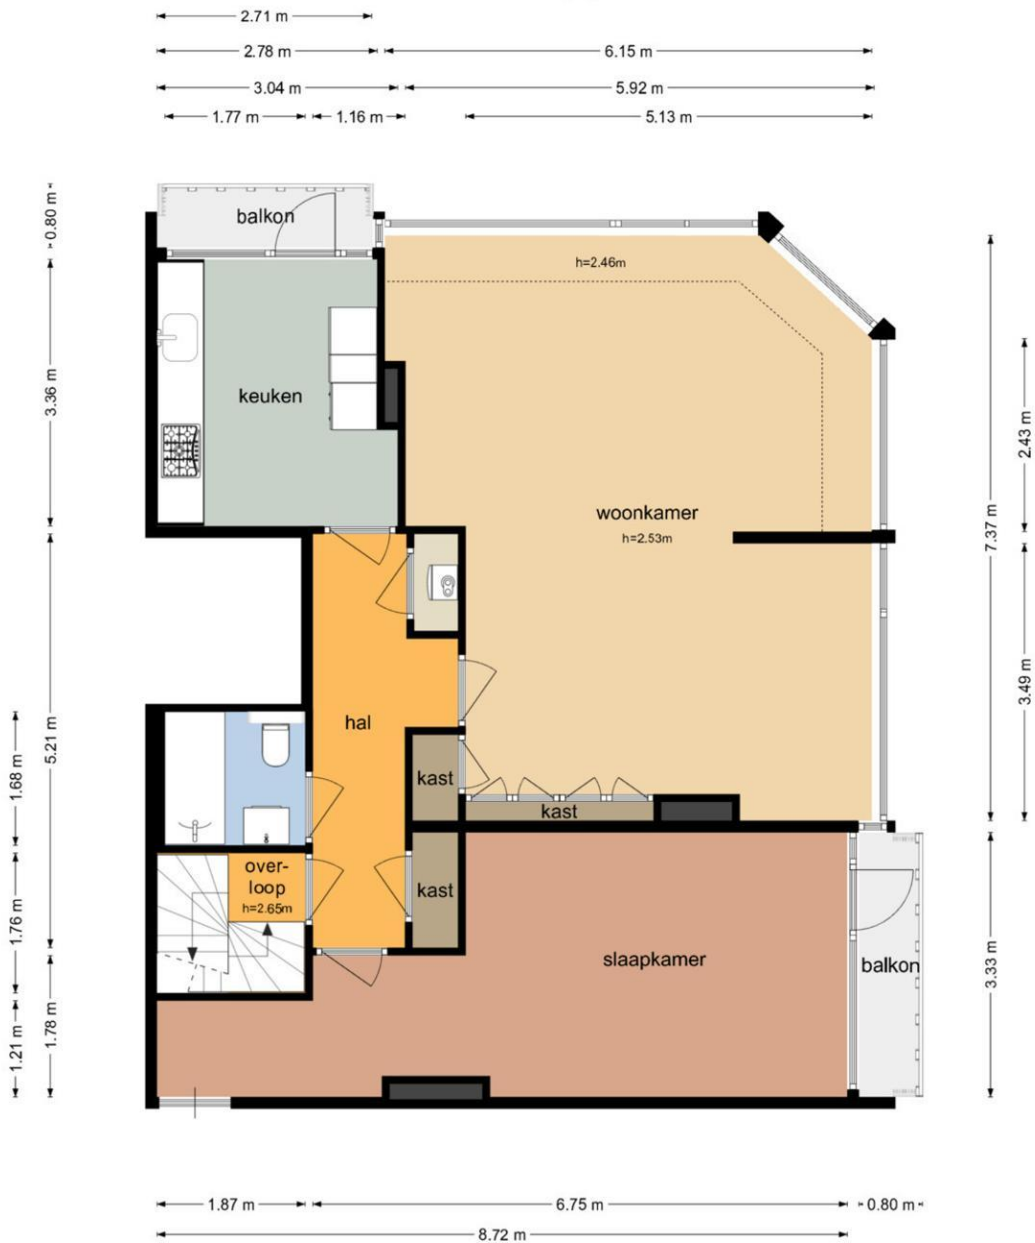 2.71 m
2.78 m
6.15 m
3.04 m
5.92 m
1.77 m
1.16 m
5.13 m
0.80 m
balkon
h=2.46m
3.36 m
keuken
2.43 m
woonkamer
h=2.53m
7.37 m
5.21 m
hal
3.49 m
1.68 m
kast
kast
over-
loop
h=2.65m
kast
1.76 m
slaapkamer
balkon
3.33 m
1.21 m
1.78 m
1.87 m
6.75 m
0.80 m
8.72 m